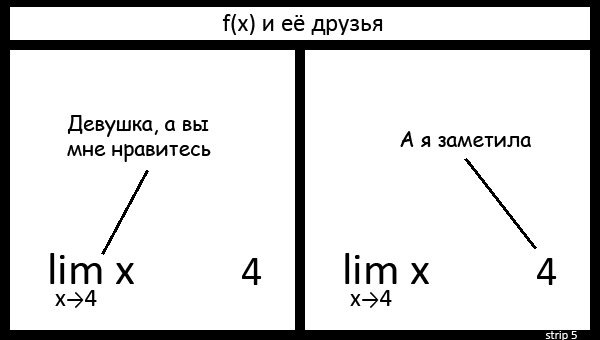 f(x) и её друзья
Девушка, а вы
мне нравитесь
lim x
x→4
4
А я заметила
lim x
x→4
4
strip 5